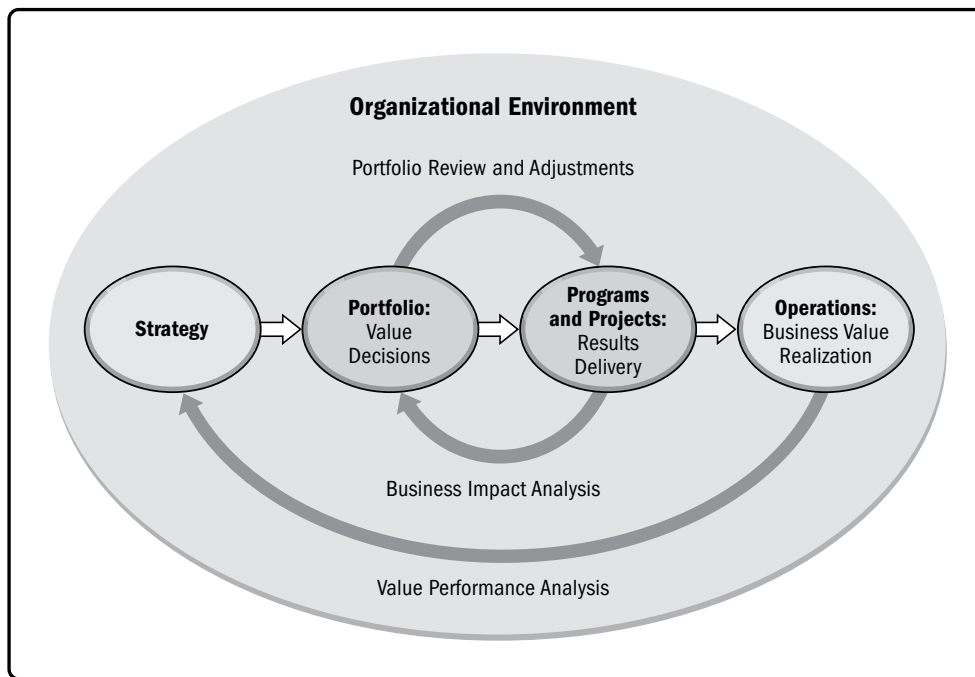 Organizational Environment
Portfolio Review and Adjustments
Strategy
Portfolio:
Value
Decisions
Programs
and Projects:
Results
Delivery
Operations:
Business Value
Realization
Business Impact Analysis
Value Performance Analysis